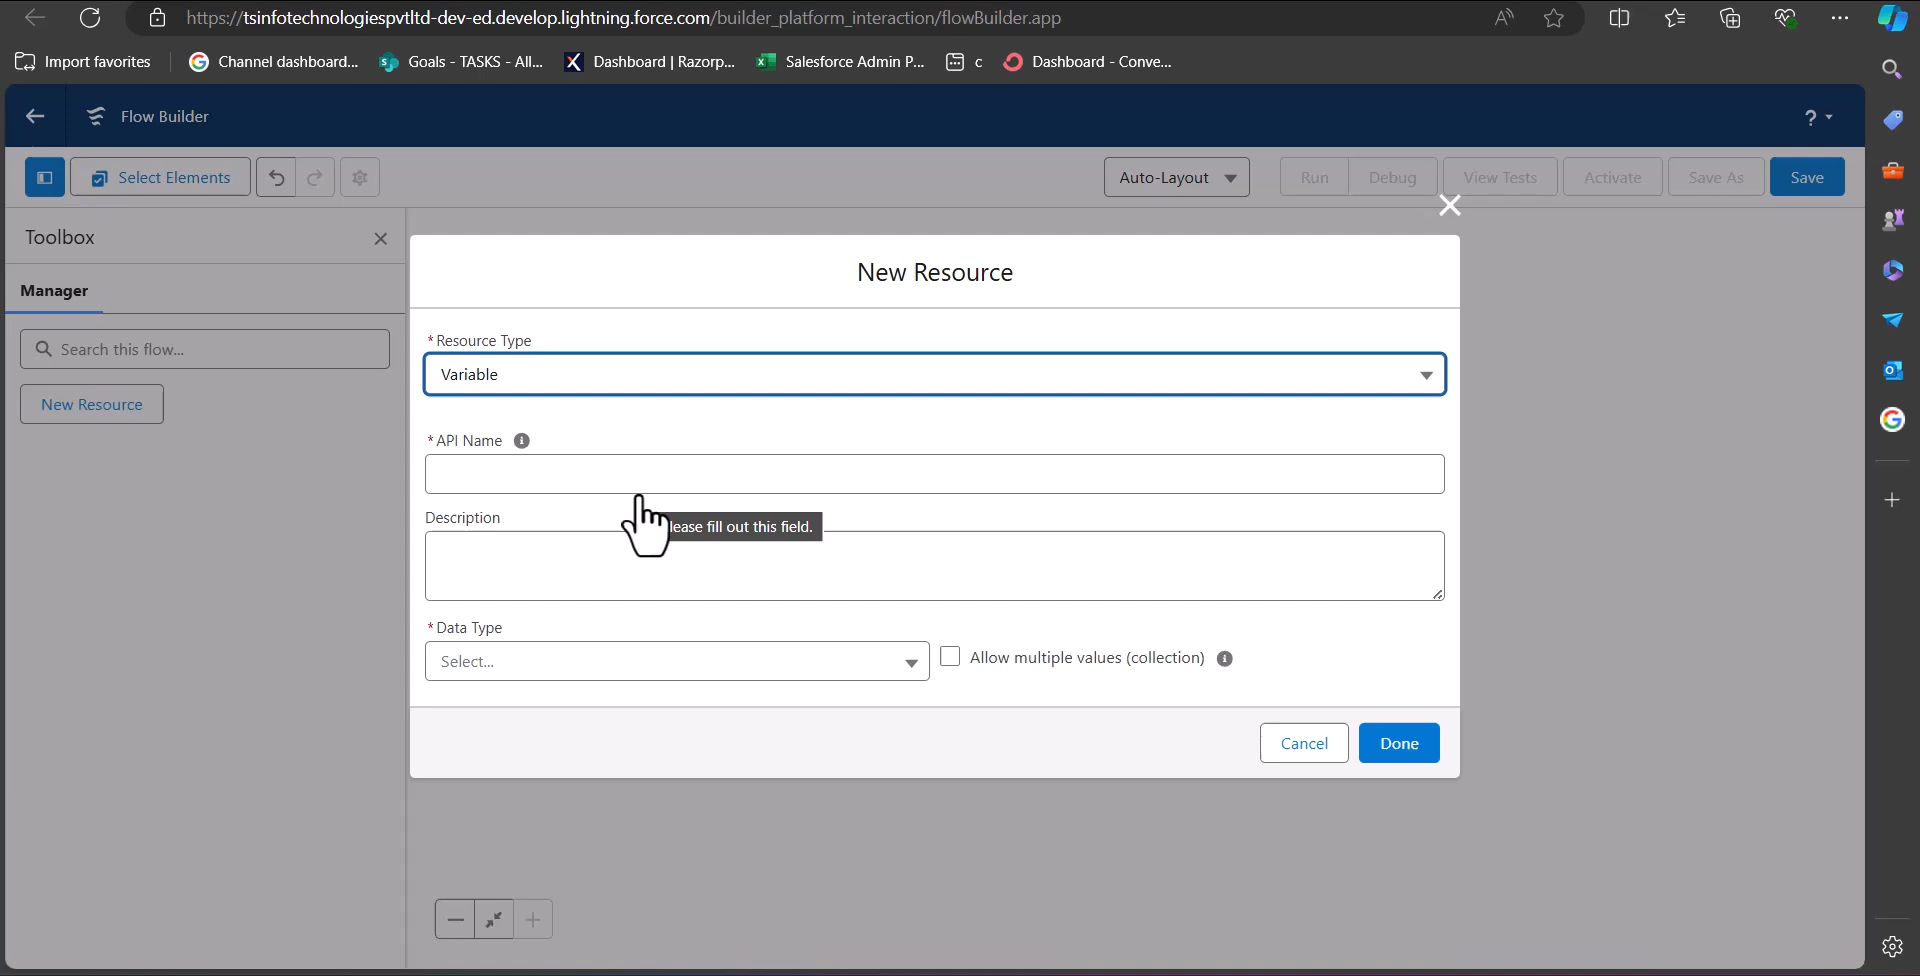 https://tsinfotechnologiespvtltd-dev-ed.develop.lightning.force.com/builder_platform_interaction/flowBuilder.app
Import favorites
Channel dashboard...
Goals - TASKS - All...
Dashboard | Razorp...
Salesforce Admin P...
c
Dashboard - Conve...
Flow Builder
?
Select Elements
Auto-Layout
Run
Debug
View Tests
Activate
Save As
Save
Toolbox
Manager
Search this flow...
New Resource
New Resource
* Resource Type
Variable
* API Name
Description
lease fill out this field.
* Data Type
Select...
Allow multiple values (collection)
Cancel
Done